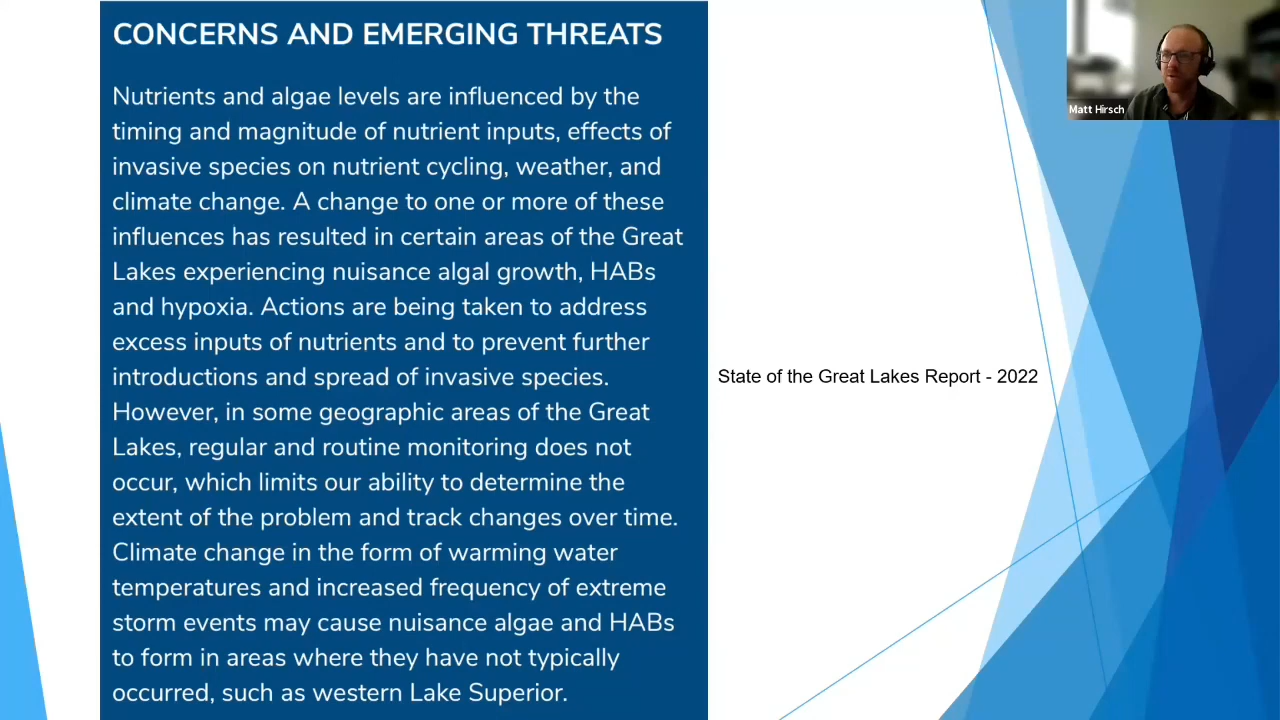 CONCERNS AND EMERGING THREATS
Nutrients and algae levels are influenced by the
timing and magnitude of nutrient inputs, effects of
invasive species on nutrient cycling, weather, and
climate change. A change to one or more of these
influences has resulted in certain areas of the Great
Lakes experiencing nuisance algal growth, HABs
and hypoxia. Actions are being taken to address
excess inputs of nutrients and to prevent further
introductions and spread of invasive species.
However, in some geographic areas of the Great
Lakes, regular and routine monitoring does not
occur, which limits our ability to determine the
extent of the problem and track changes over time.
Climate change in the form of warming water
temperatures and increased frequency of extreme
storm events may cause nuisance algae and HABs
to form in areas where they have not typically
occurred, such as western Lake Superior.
State of the Great Lakes Report - 2022
Matt Hirsch